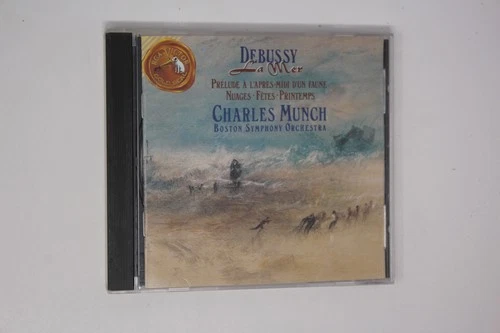 DEBUSSY
La Mer
PRÉLUDE À L'APRÈS-MIDI D'UN FAUNE
NUAGES · FÊTES · PRINTEMPS
CHARLES MUNCH
BOSTON SYMPHONY ORCHESTRA